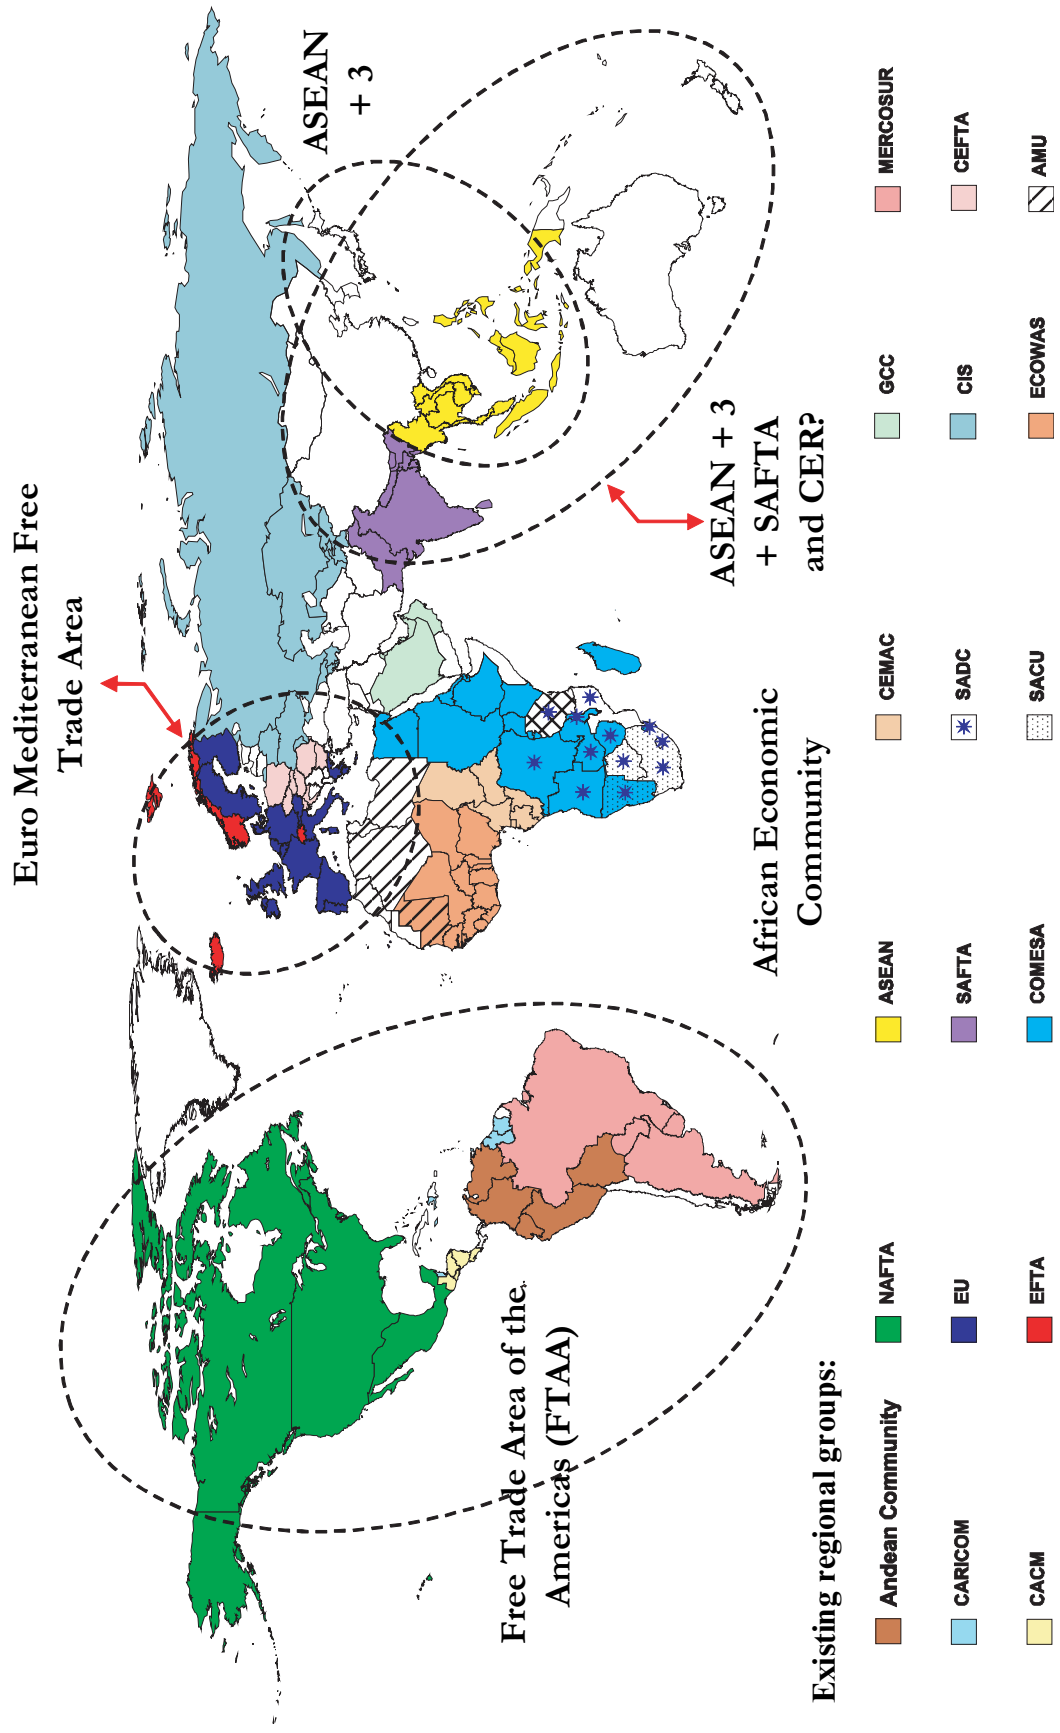 Euro Mediterranean Free
Trade Area
ASEAN
+ 3
Free Trade Area of the
Americas (FTAA)
African Economic
Community
ASEAN + 3
+ SAFTA
and CER?
Existing regional groups:
Andean Community
NAFTA
ASEAN
CEMAC
GCC
MERCOSUR
CARICOM
EU
SAFTA
SADC
CIS
CEFTA
CACM
EFTA
COMESA
SACU
ECOWAS
AMU